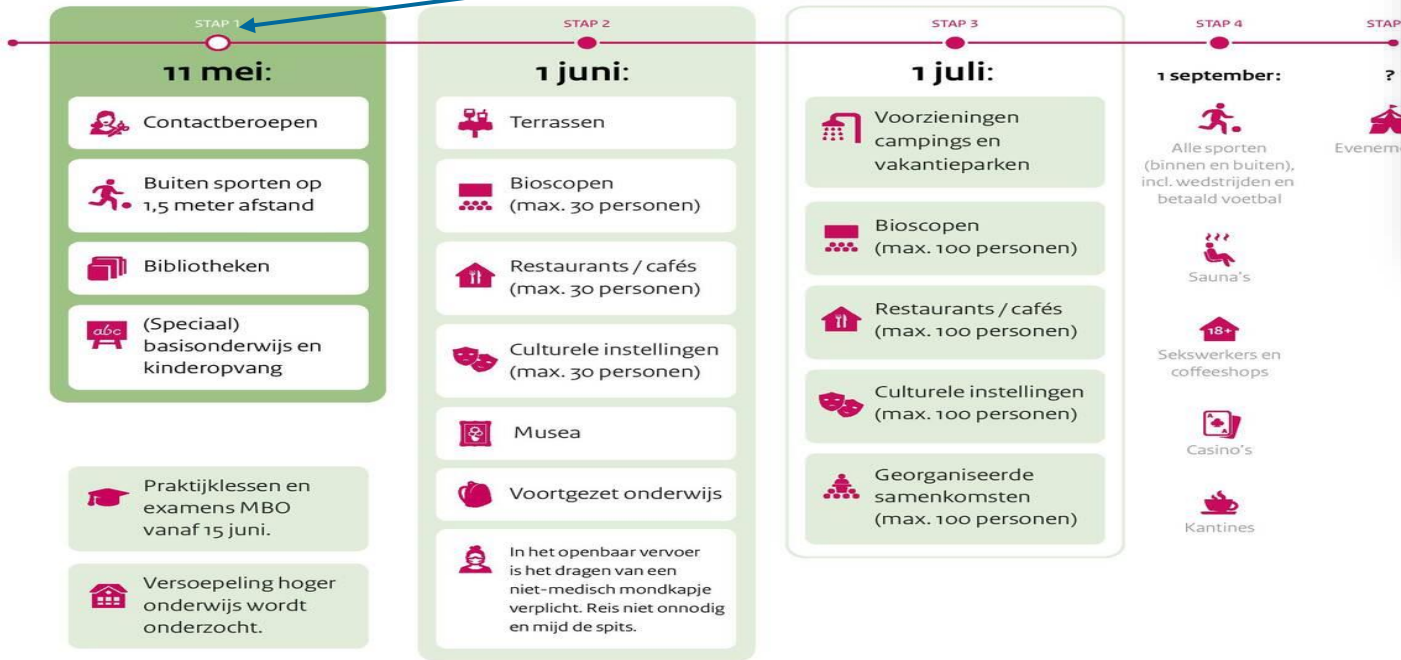 STAP 1
11 mei:
Contactberoepen
Buiten sporten op
1,5 meter afstand
Bibliotheken
abc
(Speciaal)
basisonderwijs en
kinderopvang
Praktijklessen en
examens MBO
vanaf 15 juni.
Versoepeling hoger
onderwijs wordt
onderzocht.
STAP 2
1 juni:
Terrassen
Bioscopen
(max. 30 personen)
Restaurants / cafés
(max. 30 personen)
Culturele instellingen
(max. 30 personen)
Musea
Voortgezet onderwijs
In het openbaar vervoer
is het dragen van een
niet-medisch mondkapje
verplicht. Reis niet onnodig
en mijd de spits.
STAP 3
1 juli:
Voorzieningen
campings en
vakantieparken
Bioscopen
(max. 100 personen)
Restaurants / cafés
(max. 100 personen)
Culturele instellingen
(max. 100 personen)
Georganiseerde
samenkomsten
(max. 100 personen)
STAP 4
1 september:
Alle sporten
(binnen en buiten),
incl. wedstrijden en
betaald voetbal
Sauna's
18+
Sekswerkers en
coffeeshops
A
A
Casino's
Kantines
STAP
?
Evenem